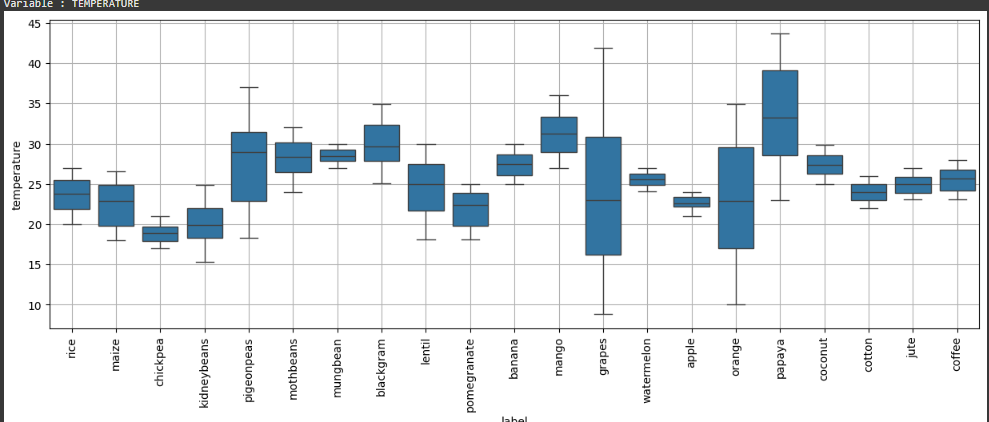 Variable : TEMPERATURE
45
40
35
30
25
20
15
10
temperature
rice
maize
chickpea
kidneybeans
pigeonpeas
mothbeans
mungbean
blackgram
lentil
pomegranate
banana
mango
grapes
watermelon
apple
orange
papaya
coconut
cotton
jute
coffee
label